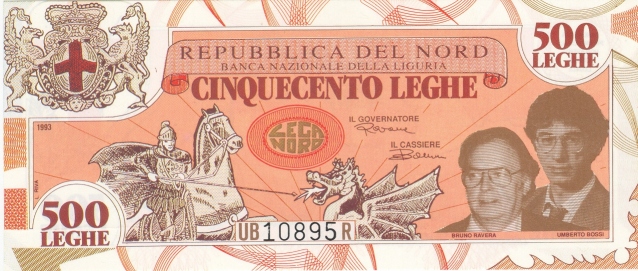 REPUBBLICA DEL NORD
BANCA NAZIONALE DELLA LIGURIA
CINQUECENTO LEGHE
500
LEGHE
1993
LEGA
NORD
IL GOVERNATORE
IL CASSIERE
500
LEGHE
UB 10895 R
BRUNO RAVERA
UMBERTO BOSSI